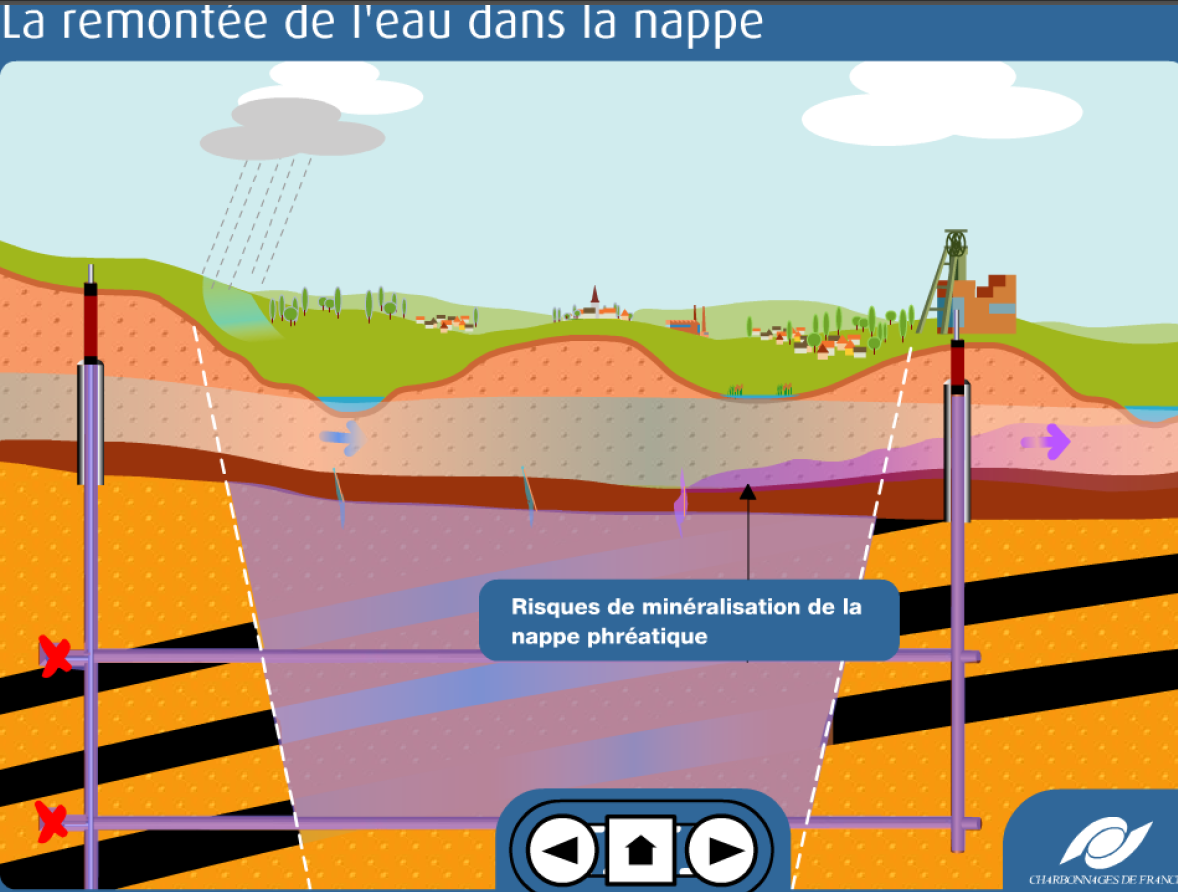 La remontée de l'eau dans la nappe
Risques de minéralisation de la
nappe phréatique
CHARBONNAGES DE FRANC